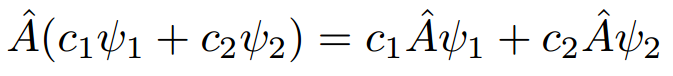 Â(c₁ψ₁ + c₂ψ₂) = c₁Âψ₁ + c₂Âψ₂